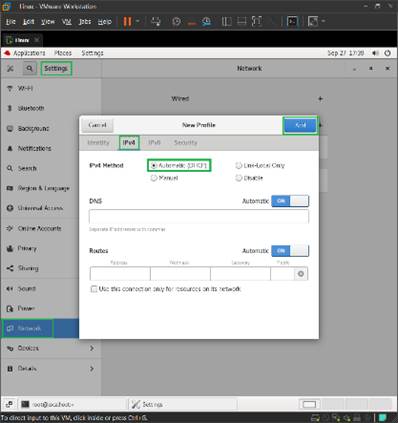 Linux - VMware Workstation
File Edit View VM Jobs Help
Linux
Applications Places Settings Sep 27 17:39
Settings Network
Wi-Fi
Bluetooth
Background
Notifications
Search
Region & Language
Universal Access
Online Accounts
Privacy
Sharing
Sound
Power
Network
Devices
Details
Wired
Cancel New Profile Add
Identity IPv4 IPv6 Security
IPv4 Method Automatic (DHCP) Link-Local Only
Manual Disable
DNS Automatic ON
Separate IP addresses with commas
Routes Automatic ON
Address Netmask Gateway Metric
Use this connection only for resources on its network
root@localhost:~ Settings
To direct input to this VM, click inside or press Ctrl+G.